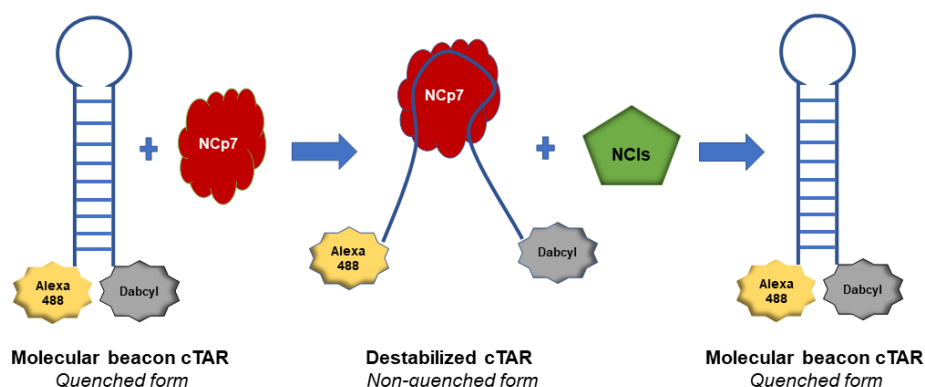 +
NCp7
NCp7
+
NCIs
Alexa
488
Dabcyl
Alexa
488
Dabcyl
Alexa
488
Dabcyl
Molecular beacon cTAR
Quenched form
Destabilized cTAR
Non-quenched form
Molecular beacon cTAR
Quenched form